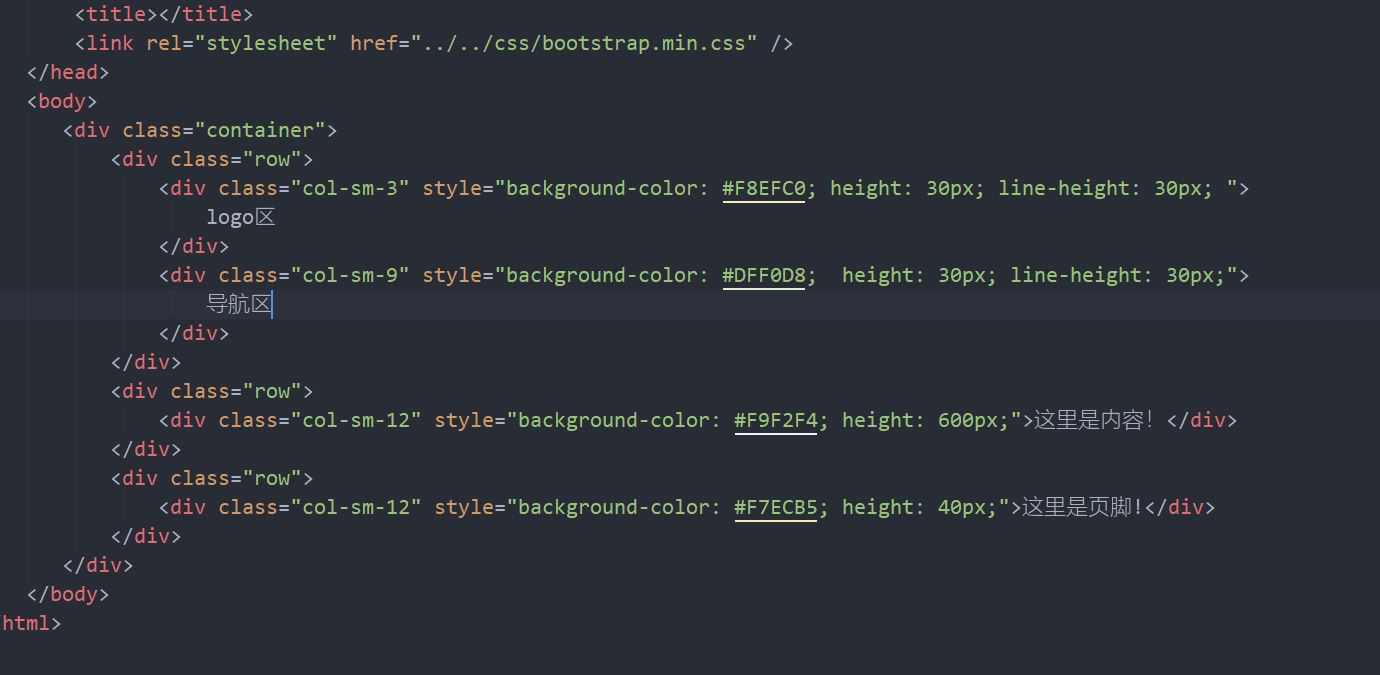 <title></title>
<link rel="stylesheet" href="../../css/bootstrap.min.css" />
</head>
<body>
<div class="container">
<div class="row">
<div class="col-sm-3" style="background-color: #F8EFC0; height: 30px; line-height: 30px; ">
logo区
</div>
<div class="col-sm-9" style="background-color: #DFF0D8;  height: 30px; line-height: 30px;">
导航区
</div>
</div>
<div class="row">
<div class="col-sm-12" style="background-color: #F9F2F4; height: 600px;">这里是内容！</div>
</div>
<div class="row">
<div class="col-sm-12" style="background-color: #F7ECB5; height: 40px;">这里是页脚!</div>
</div>
</div>
</body>
html>